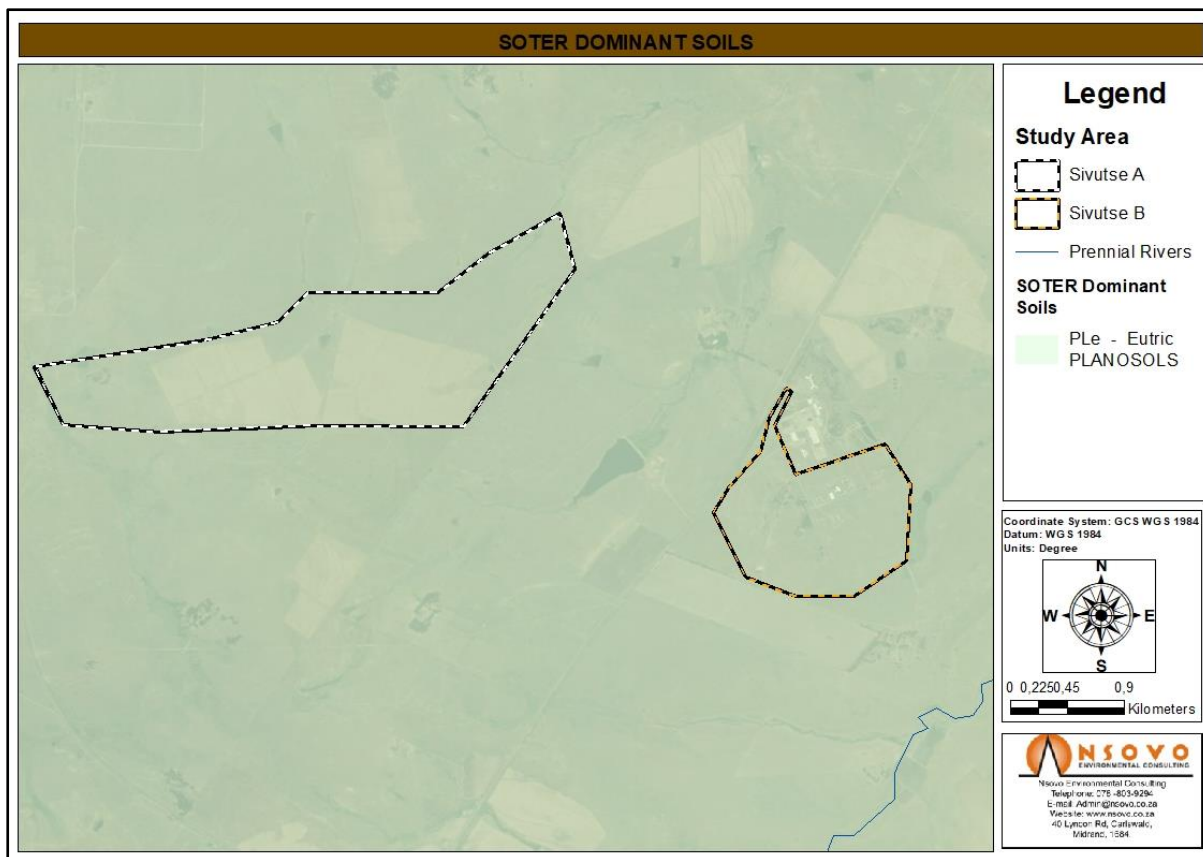 SOTER DOMINANT SOILS
Legend
Study Area
Sivutse A
Sivutse B
Prennial Rivers
SOTER Dominant
Soils
PLe - Eutric
PLANOSOLS
Coordinate System: GCS WGS 1984
Datum: WGS 1984
Units: Degree
N
W E
S
0 0,2250,45 0,9
Kilometers
NSOVO
ENVIRONMENTAL CONSULTING
Nsovo Environmental Consulting
Telephone: 075 -803-9294
E-mail: Admin@nsovo.co.za
Website: www.nsovo.co.za
40 Lyncon Rd, Carlswald,
Midrand, 1684